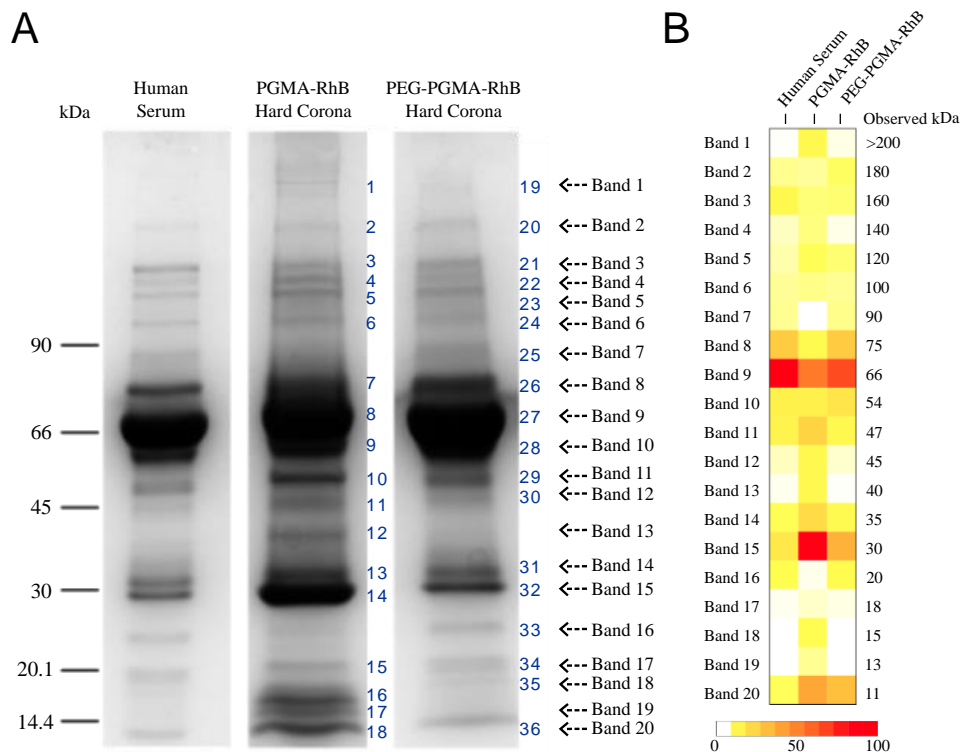 A
B
Human
Serum
PGMA-RhB
Hard Corona
PEG-PGMA-RhB
Hard Corona
kDa
90
66
45
30
20.1
14.4
1
2
3
4
5
6
7
8
9
10
11
12
13
14
15
16
17
18
19
20
21
22
23
24
25
26
27
28
29
30
31
32
33
34
35
36
Band 1
Band 2
Band 3
Band 4
Band 5
Band 6
Band 7
Band 8
Band 9
Band 10
Band 11
Band 12
Band 13
Band 14
Band 15
Band 16
Band 17
Band 18
Band 19
Band 20
Human Serum
PGMA-RhB
PEG-PGMA-RhB
Observed kDa
Band 1 >200
Band 2 180
Band 3 160
Band 4 140
Band 5 120
Band 6 100
Band 7 90
Band 8 75
Band 9 66
Band 10 54
Band 11 47
Band 12 45
Band 13 40
Band 14 35
Band 15 30
Band 16 20
Band 17 18
Band 18 15
Band 19 13
Band 20 11
0 50 100